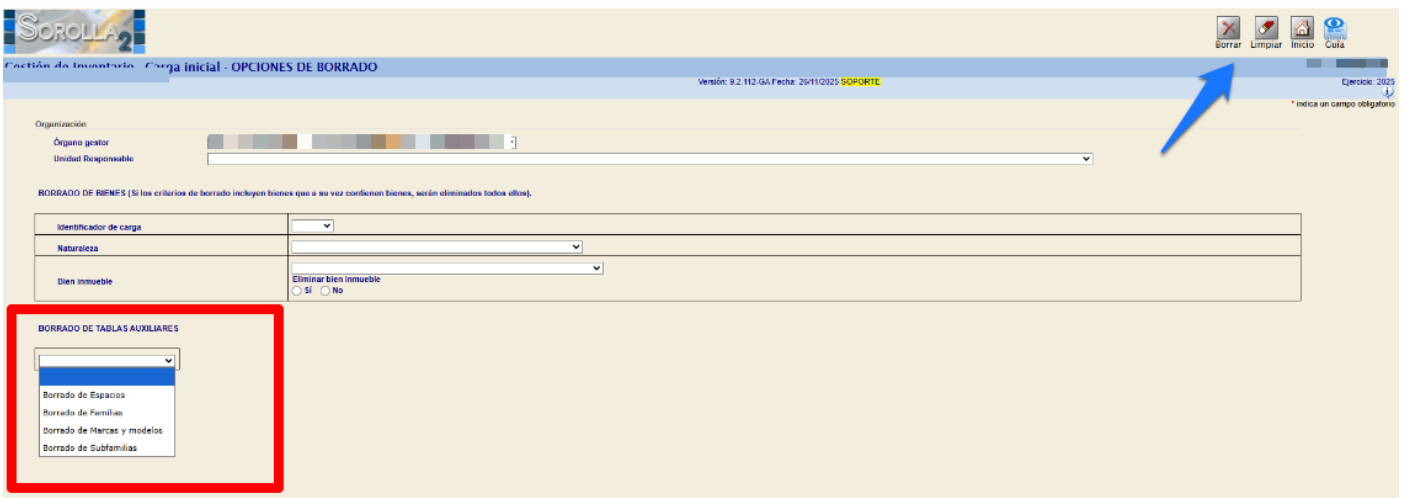 SOROLLA2
Borrar Limpiar Inicio Guía
Gestión de Inventario - Carga inicial - OPCIONES DE BORRADO
Versión: 9.2.112-GA Fecha: 26/11/2025 SOPORTE
Ejercicio: 2025
* indica un campo obligatorio
Organización
Órgano gestor
Unidad Responsable
BORRADO DE BIENES (Si los criterios de borrado incluyen bienes que a su vez contienen bienes, serán eliminados todos ellos).
Identificador de carga
Naturaleza
Bien inmueble
Eliminar bien inmueble
Sí No
BORRADO DE TABLAS AUXILIARES
Borrado de Espacios
Borrado de Familias
Borrado de Marcas y modelos
Borrado de Subfamilias